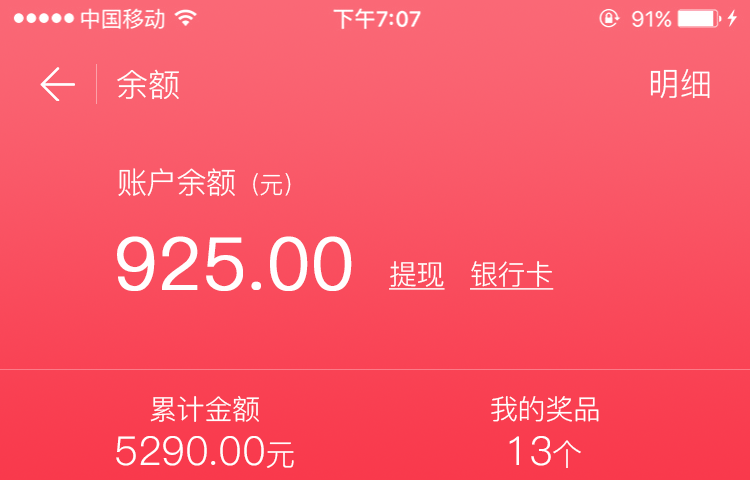 中国移动 下午7:07 91%
余额 明细
账户余额（元）
925.00 提现 银行卡
累计金额 我的奖品
5290.00元 13个